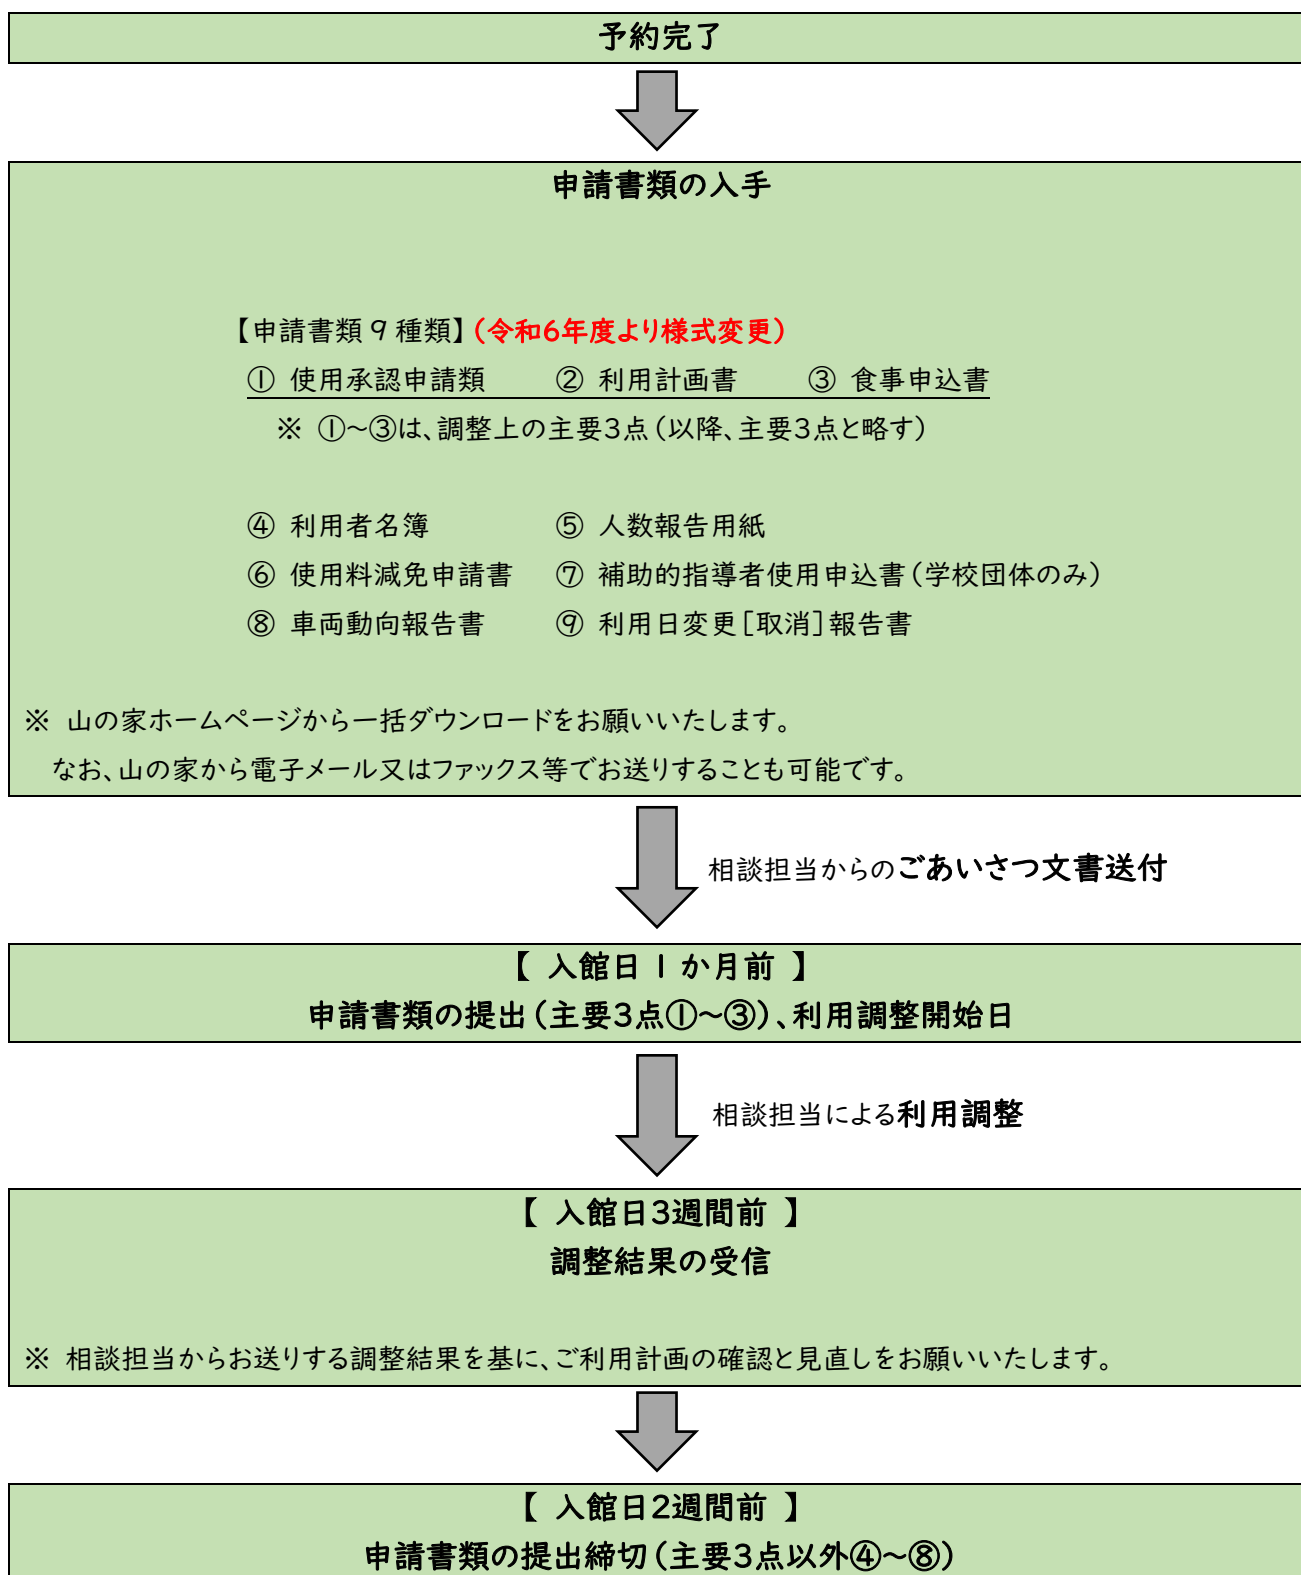 予約完了
申請書類の入手
【申請書類9種類】(令和6年度より様式変更)
① 使用承認申請類 ② 利用計画書 ③ 食事申込書
※ ①~③は、調整上の主要3点(以降、主要3点と略す)
④ 利用者名簿 ⑤ 人数報告用紙
⑥ 使用料減免申請書 ⑦ 補助的指導者使用申込書(学校団体のみ)
⑧ 車両動向報告書 ⑨ 利用日変更[取消]報告書
※ 山の家ホームページから一括ダウンロードをお願いいたします。
なお、山の家から電子メール又はファックス等でお送りすることも可能です。
相談担当からのごあいさつ文書送付
【 入館日1か月前 】
申請書類の提出(主要3点①~③)、利用調整開始日
相談担当による利用調整
【 入館日3週間前 】
調整結果の受信
※ 相談担当からお送りする調整結果を基に、ご利用計画の確認と見直しをお願いいたします。
【 入館日2週間前 】
申請書類の提出締切(主要3点以外④~⑧)